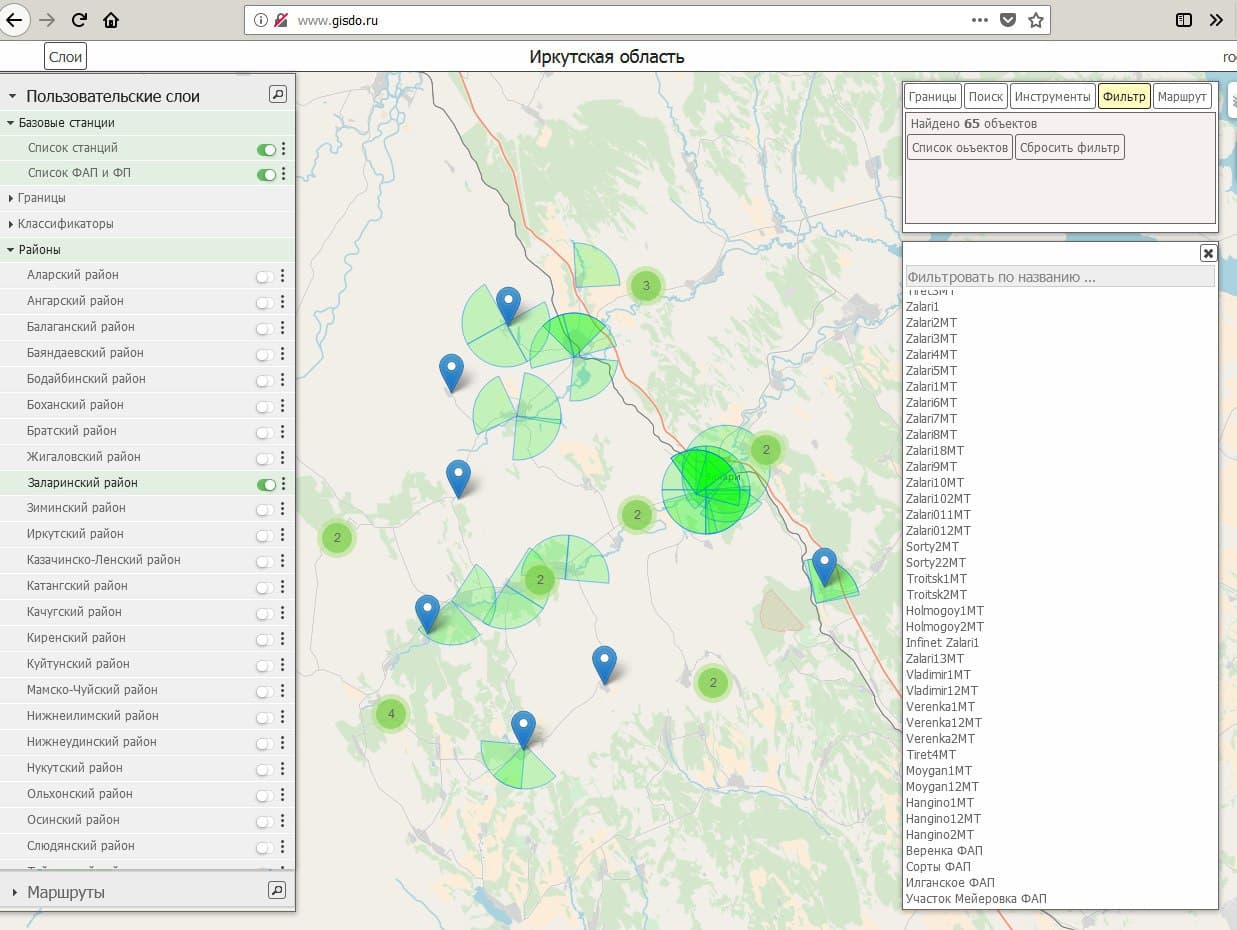 www.gisdo.ru
Слои
Иркутская область
ro
Пользовательские слои
Базовые станции
Список станций
Список ФАП и ФП
Границы
Классификаторы
Районы
Аларский район
Ангарский район
Балаганский район
Баяндаевский район
Бодайбинский район
Боханский район
Братский район
Жигаловский район
Заларинский район
Зиминский район
Иркутский район
Казачинско-Ленский район
Катангский район
Качугский район
Киренский район
Куйтунский район
Мамско-Чуйский район
Нижнеилимский район
Нижнеудинский район
Нукутский район
Ольхонский район
Осинский район
Слюдянский район
Маршруты
3
2
2
2
2
2
4
Границы Поиск Инструменты Фильтр Маршрут
Найдено 65 объектов
Список оьъектов Сбросить фильтр
Фильтровать по названию ...
Tiret3MT
Zalari1
Zalari2MT
Zalari3MT
Zalari4MT
Zalari5MT
Zalari1MT
Zalari6MT
Zalari7MT
Zalari8MT
Zalari18MT
Zalari9MT
Zalari10MT
Zalari102MT
Zalari011MT
Zalari012MT
Sorty2MT
Sorty22MT
Troitsk1MT
Troitsk2MT
Holmogoy1MT
Holmogoy2MT
Infinet Zalari1
Zalari13MT
Vladimir1MT
Vladimir12MT
Verenka1MT
Verenka12MT
Verenka2MT
Tiret4MT
Moygan1MT
Moygan12MT
Hangino1MT
Hangino12MT
Hangino2MT
Веренка ФАП
Сорты ФАП
Илганское ФАП
Участок Мейеровка ФАП